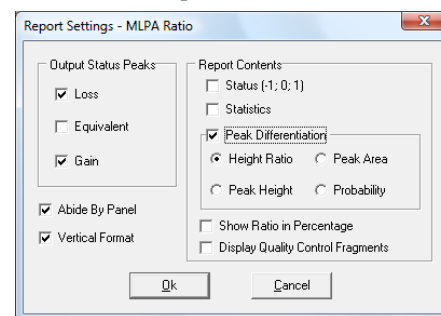 Report Settings - MLPA Ratio
Output Status Peaks
Loss
Equivalent
Gain
Abide By Panel
Vertical Format
Report Contents
Status (-1; 0; 1)
Statistics
Peak Differentiation
Height Ratio
Peak Area
Peak Height
Probability
Show Ratio in Percentage
Display Quality Control Fragments
Ok
Cancel